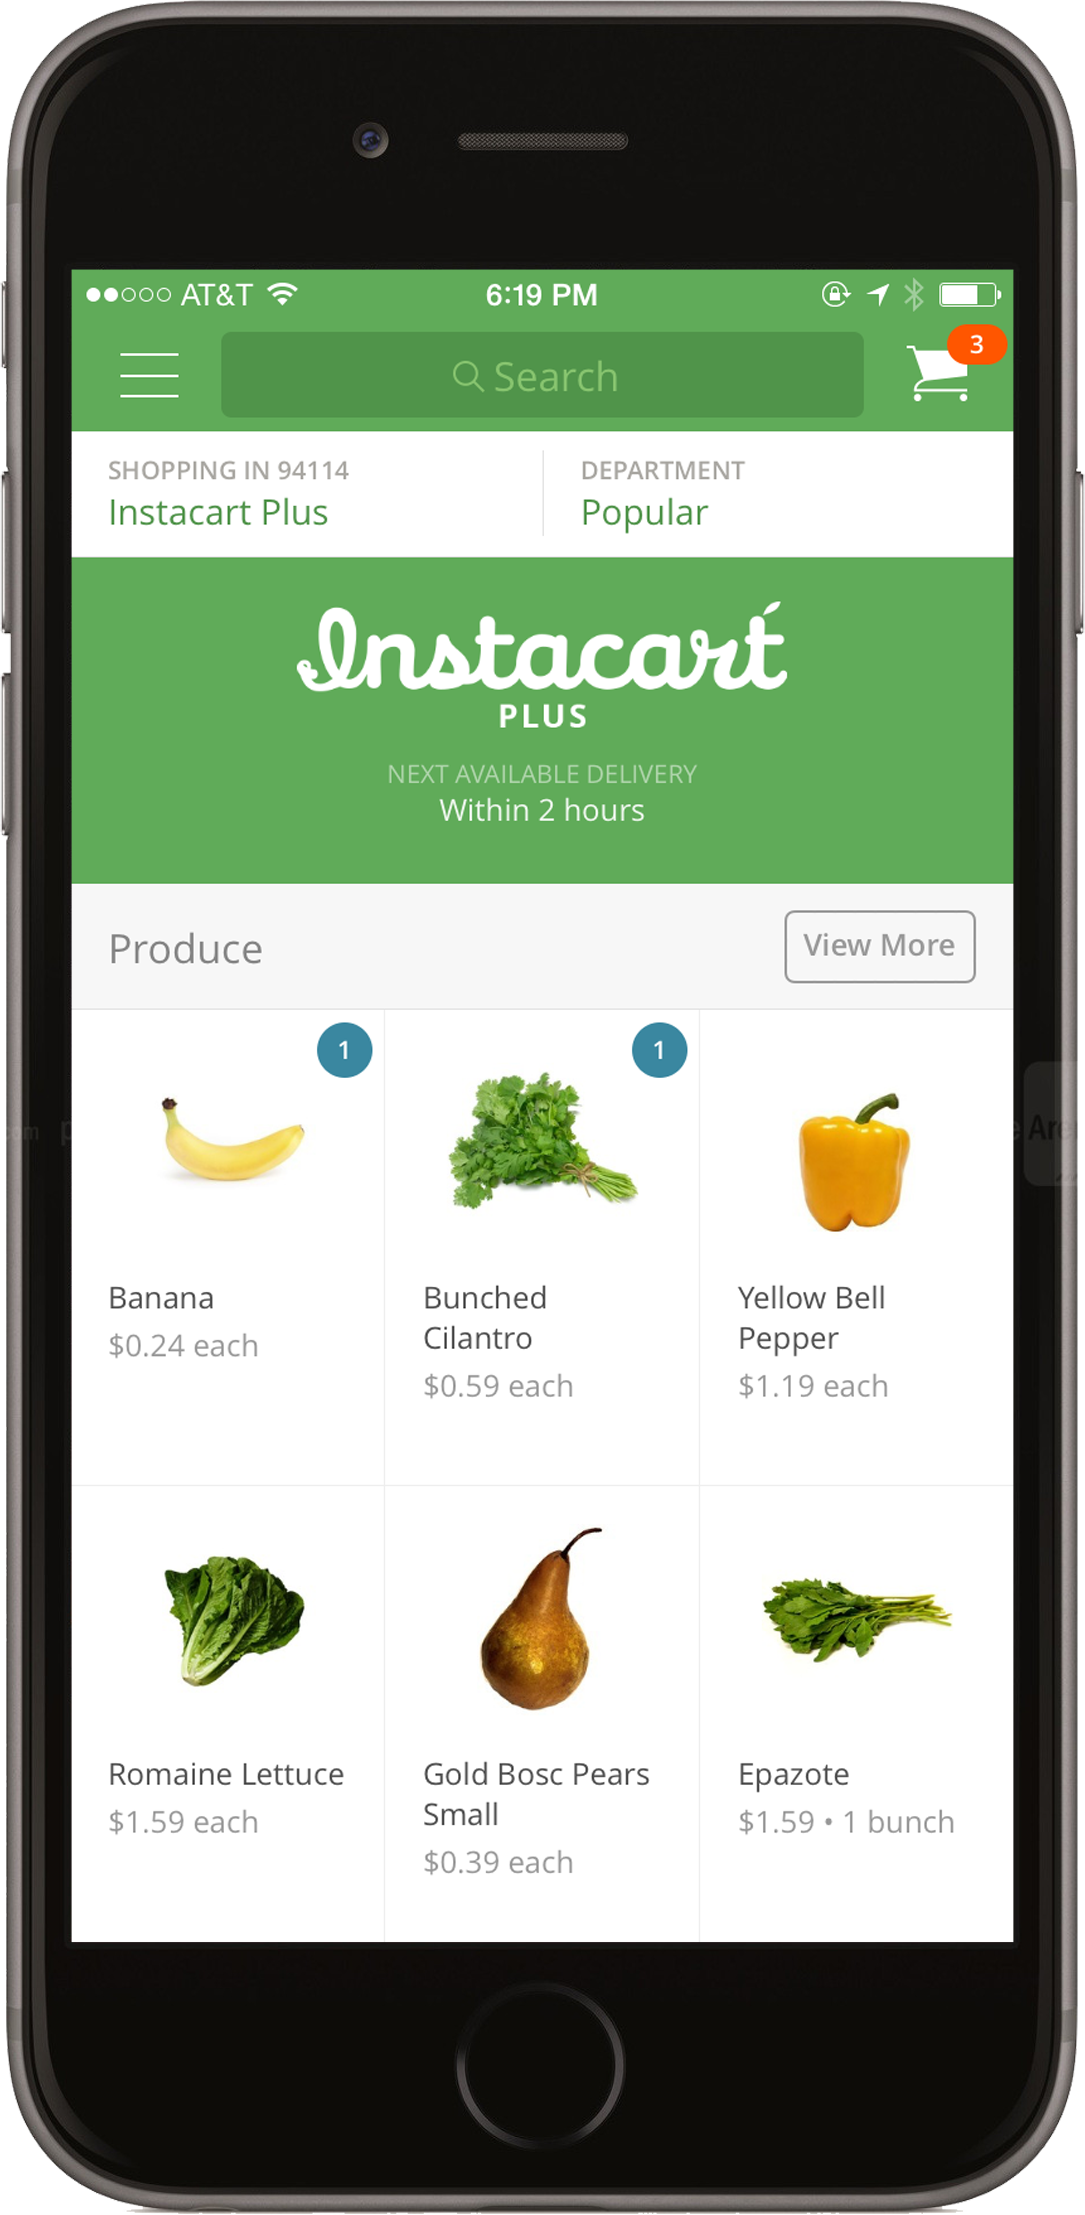 AT&T 6:19 PM
3
Search
SHOPPING IN 94114 DEPARTMENT
Instacart Plus Popular
Instacart
PLUS
NEXT AVAILABLE DELIVERY
Within 2 hours
Produce View More
1 1
Banana Bunched Yellow Bell
Cilantro Pepper
$0.24 each
$0.59 each $1.19 each
Romaine Lettuce Gold Bosc Pears Epazote
Small
$1.59 each $1.59 • 1 bunch
$0.39 each